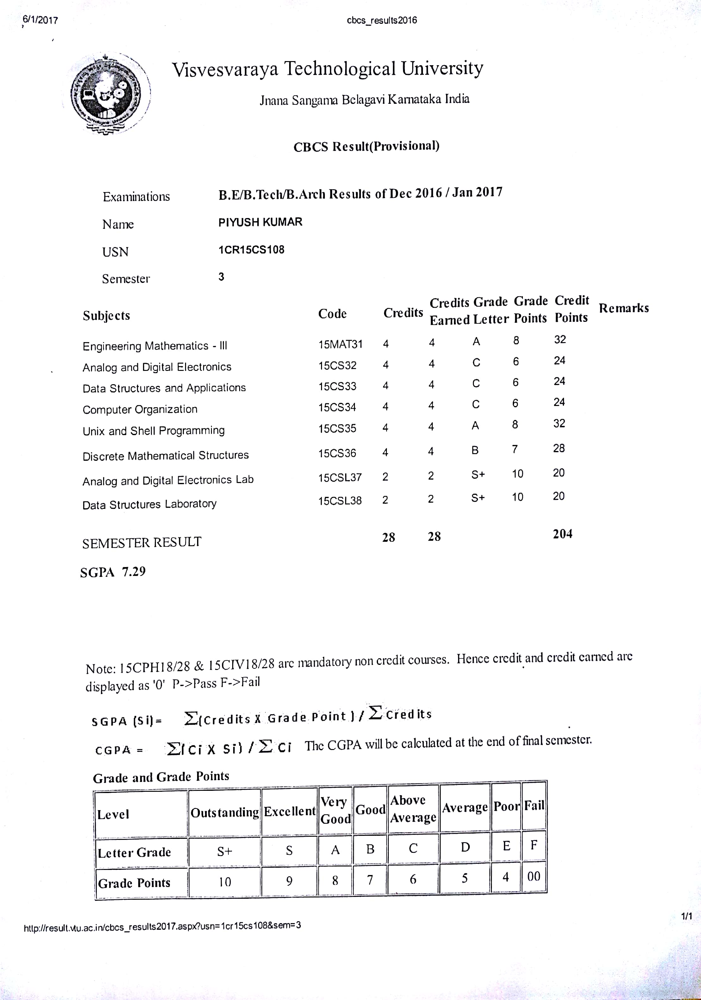 6/1/2017 cbcs_results2016
Visvesvaraya Technological University
Jnana Sangama Belagavi Karnataka India
CBCS Result(Provisional)
Examinations B.E/B.Tech/B.Arch Results of Dec 2016 / Jan 2017
Name PIYUSH KUMAR
USN 1CR15CS108
Semester 3
Subjects Code Credits Credits Earned Grade Letter Grade Points Credit Points Remarks
Engineering Mathematics - III 15MAT31 4 4 A 8 32
Analog and Digital Electronics 15CS32 4 4 C 6 24
Data Structures and Applications 15CS33 4 4 C 6 24
Computer Organization 15CS34 4 4 C 6 24
Unix and Shell Programming 15CS35 4 4 A 8 32
Discrete Mathematical Structures 15CS36 4 4 B 7 28
Analog and Digital Electronics Lab 15CSL37 2 2 S+ 10 20
Data Structures Laboratory 15CSL38 2 2 S+ 10 20
SEMESTER RESULT 28 28 204
SGPA 7.29
Note: 15CPH18/28 & 15CIV18/28 are mandatory non credit courses. Hence credit and credit earned are
displayed as '0' P->Pass F->Fail
SGPA (Si)= ∑(Credits X Grade Point ) / ∑ Credits
CGPA = ∑(Ci X Si) / ∑ Ci The CGPA will be calculated at the end of final semester.
Grade and Grade Points
Level Outstanding Excellent Very Good Good Above Average Average Poor Fail
Letter Grade S+ S A B C D E F
Grade Points 10 9 8 7 6 5 4 00
http://result.vtu.ac.in/cbcs_results2017.aspx?usn=1cr15cs108&sem=3 1/1